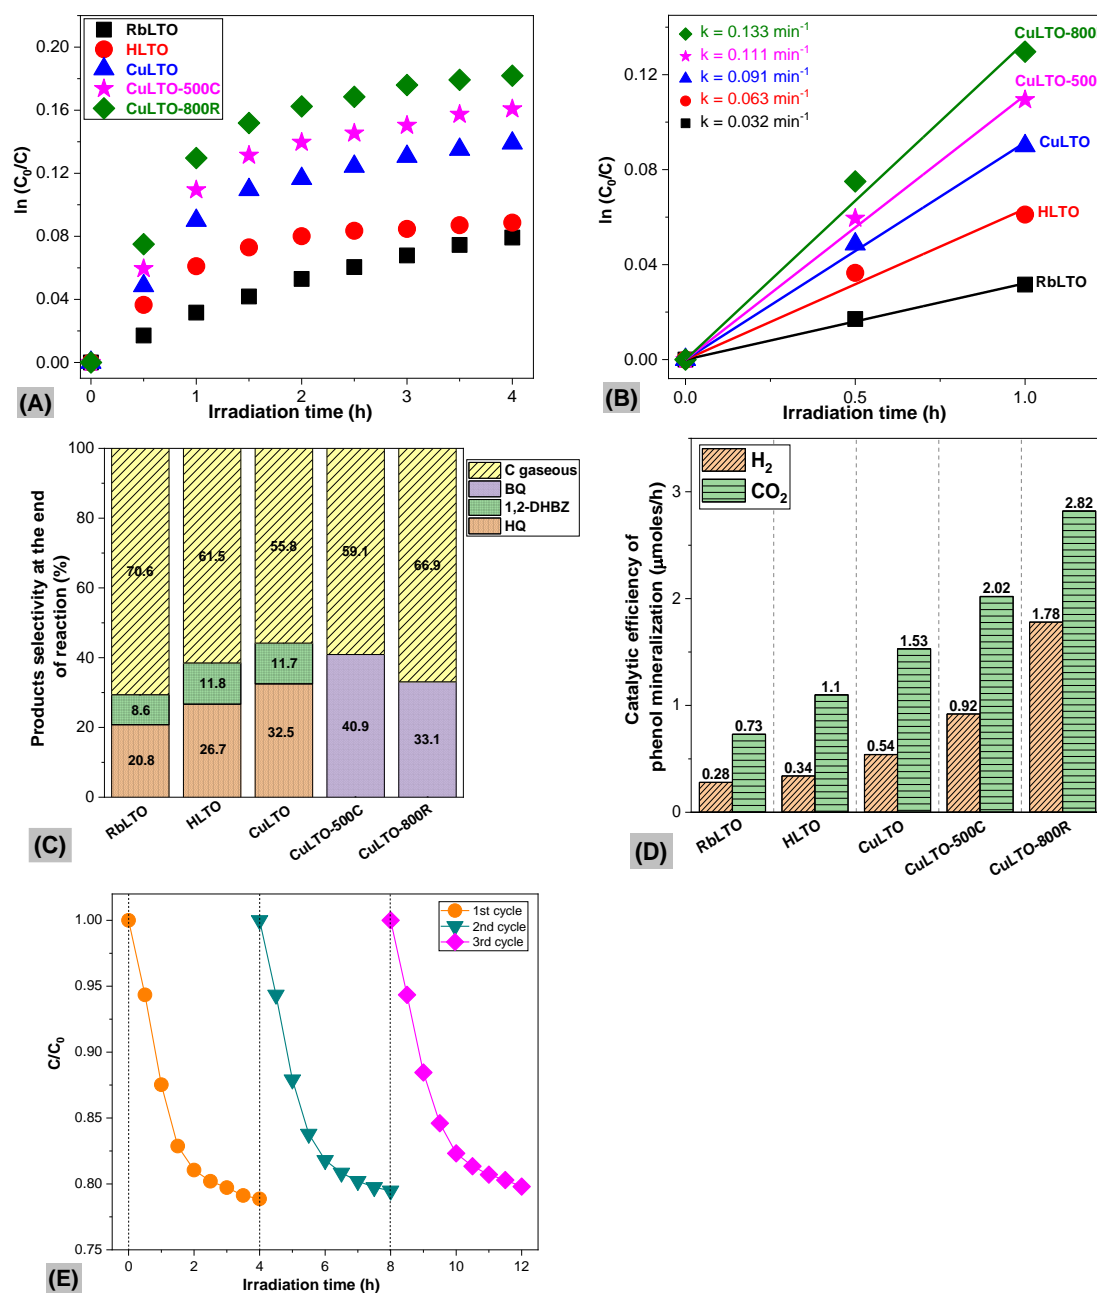 RbLTO
HLTO
CuLTO
CuLTO-500C
CuLTO-800R
0.20
0.16
0.12
0.08
0.04
0.00
ln (C0/C)
0 1 2 3 4
Irradiation time (h)
(A)
k = 0.133 min-1
k = 0.111 min-1
k = 0.091 min-1
k = 0.063 min-1
k = 0.032 min-1
CuLTO-800
CuLTO-500
CuLTO
HLTO
RbLTO
0.12
0.08
0.04
0.00
ln (C0/C)
0.0 0.5 1.0
Irradiation time (h)
(B)
Products selectivity at the end
of reaction (%)
100
80
60
40
20
0
C gaseous
BQ
1,2-DHBZ
HQ
70.6 61.5 55.8 59.1 66.9
8.6 11.8 11.7
20.8 26.7 32.5 40.9 33.1
RbLTO HLTO CuLTO CuLTO-500C CuLTO-800R
(C)
Catalytic efficiency of
phenol mineralization (µmoles/h)
3
2
1
0
H2
CO2
0.28 0.73 0.34 1.1 0.54 1.53 0.92 2.02 1.78 2.82
RbLTO HLTO CuLTO CuLTO-500C CuLTO-800R
(D)
1st cycle
2nd cycle
3rd cycle
1.00
0.95
0.90
0.85
0.80
0.75
C/C0
0 2 4 6 8 10 12
Irradiation time (h)
(E)